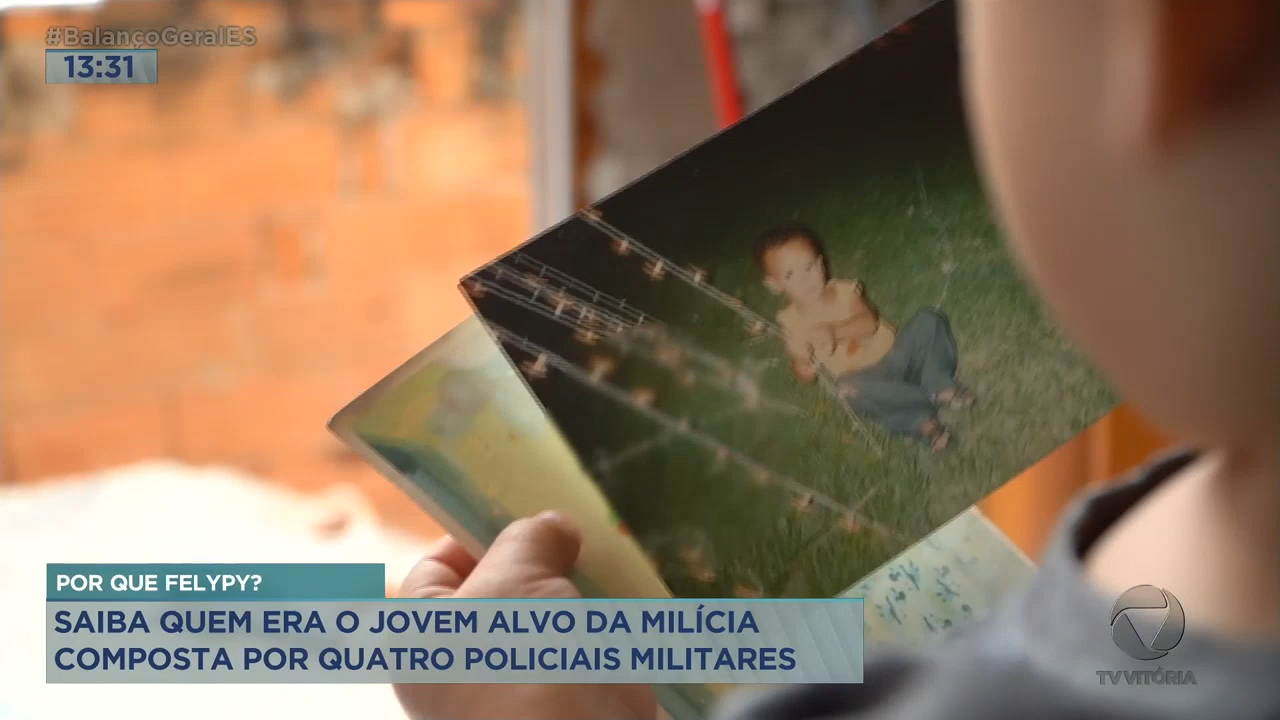 #BalançoGeralES
13:31
POR QUE FELYPY?
SAIBA QUEM ERA O JOVEM ALVO DA MILÍCIA
COMPOSTA POR QUATRO POLICIAIS MILITARES
TV VITÓRIA